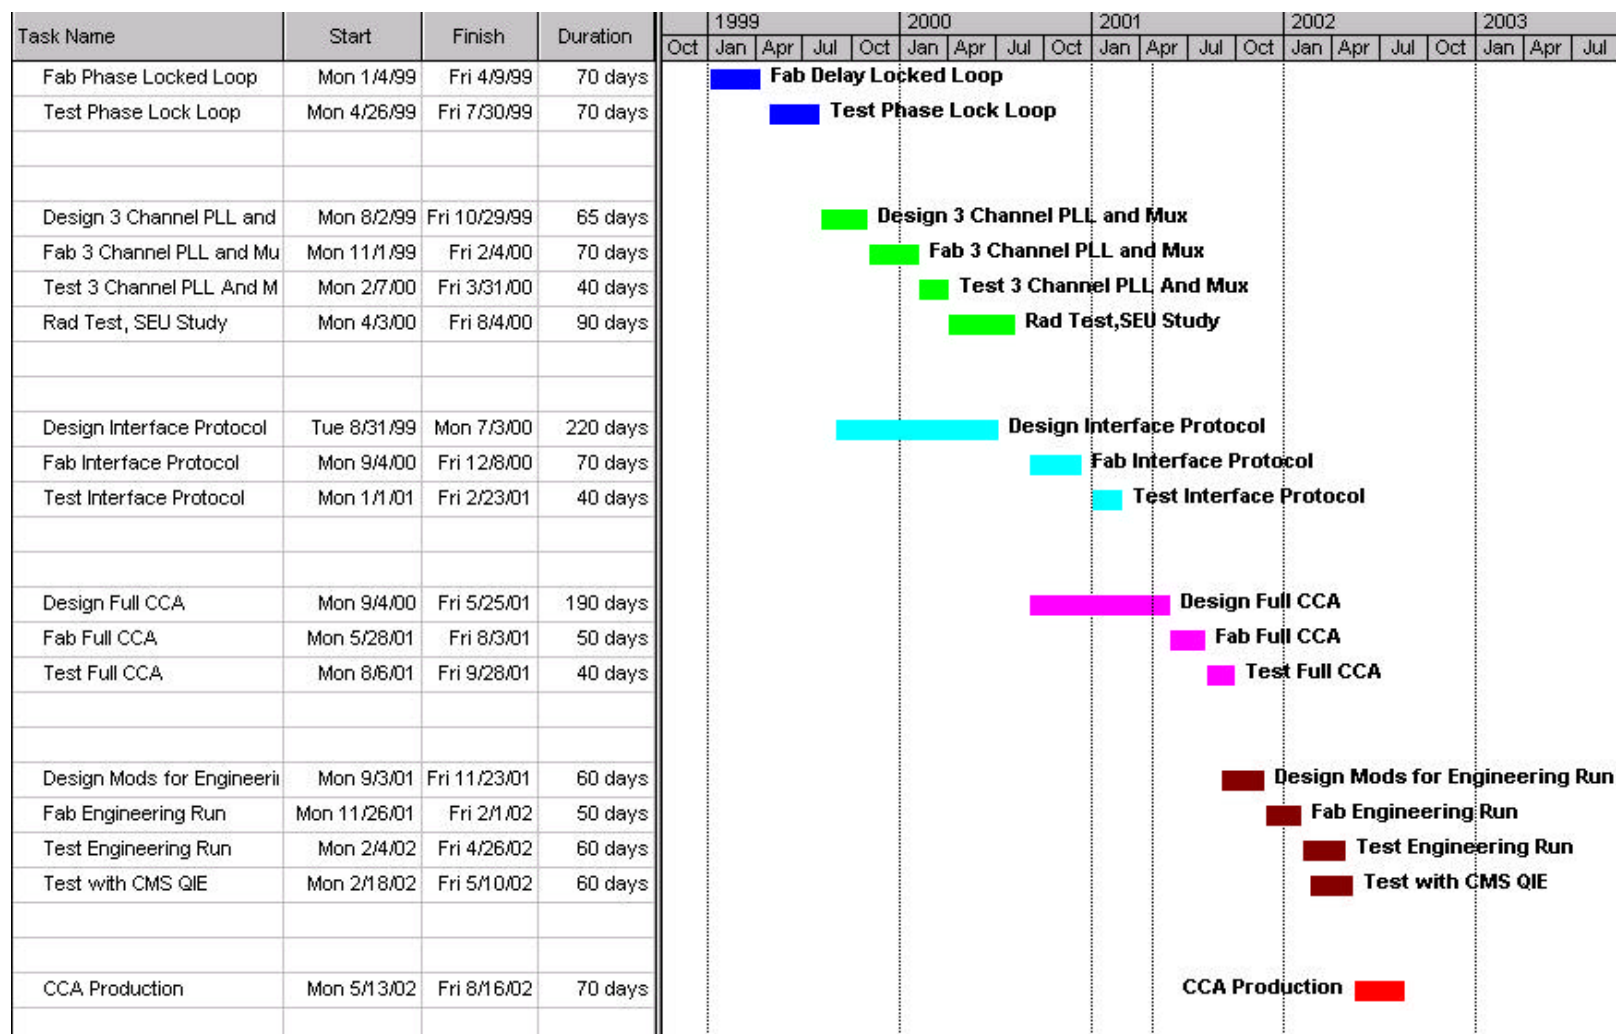 1999 2000 2001 2002 2003
Task Name Start Finish Duration Oct Jan Apr Jul Oct Jan Apr Jul Oct Jan Apr Jul Oct Jan Apr Jul Oct Jan Apr Jul
Fab Phase Locked Loop Mon 1/4/99 Fri 4/9/99 70 days Fab Delay Locked Loop
Test Phase Lock Loop Mon 4/26/99 Fri 7/30/99 70 days Test Phase Lock Loop
Design 3 Channel PLL and Mon 8/2/99 Fri 10/29/99 65 days Design 3 Channel PLL and Mux
Fab 3 Channel PLL and Mu Mon 11/1/99 Fri 2/4/00 70 days Fab 3 Channel PLL and Mux
Test 3 Channel PLL And M Mon 2/7/00 Fri 3/31/00 40 days Test 3 Channel PLL And Mux
Rad Test, SEU Study Mon 4/3/00 Fri 8/4/00 90 days Rad Test,SEU Study
Design Interface Protocol Tue 8/31/99 Mon 7/3/00 220 days Design Interface Protocol
Fab Interface Protocol Mon 9/4/00 Fri 12/8/00 70 days Fab Interface Protocol
Test Interface Protocol Mon 1/1/01 Fri 2/23/01 40 days Test Interface Protocol
Design Full CCA Mon 9/4/00 Fri 5/25/01 190 days Design Full CCA
Fab Full CCA Mon 5/28/01 Fri 8/3/01 50 days Fab Full CCA
Test Full CCA Mon 8/6/01 Fri 9/28/01 40 days Test Full CCA
Design Mods for Engineeri Mon 9/3/01 Fri 11/23/01 60 days Design Mods for Engineering Run
Fab Engineering Run Mon 11/26/01 Fri 2/1/02 50 days Fab Engineering Run
Test Engineering Run Mon 2/4/02 Fri 4/26/02 60 days Test Engineering Run
Test with CMS QIE Mon 2/18/02 Fri 5/10/02 60 days Test with CMS QIE
CCA Production Mon 5/13/02 Fri 8/16/02 70 days CCA Production